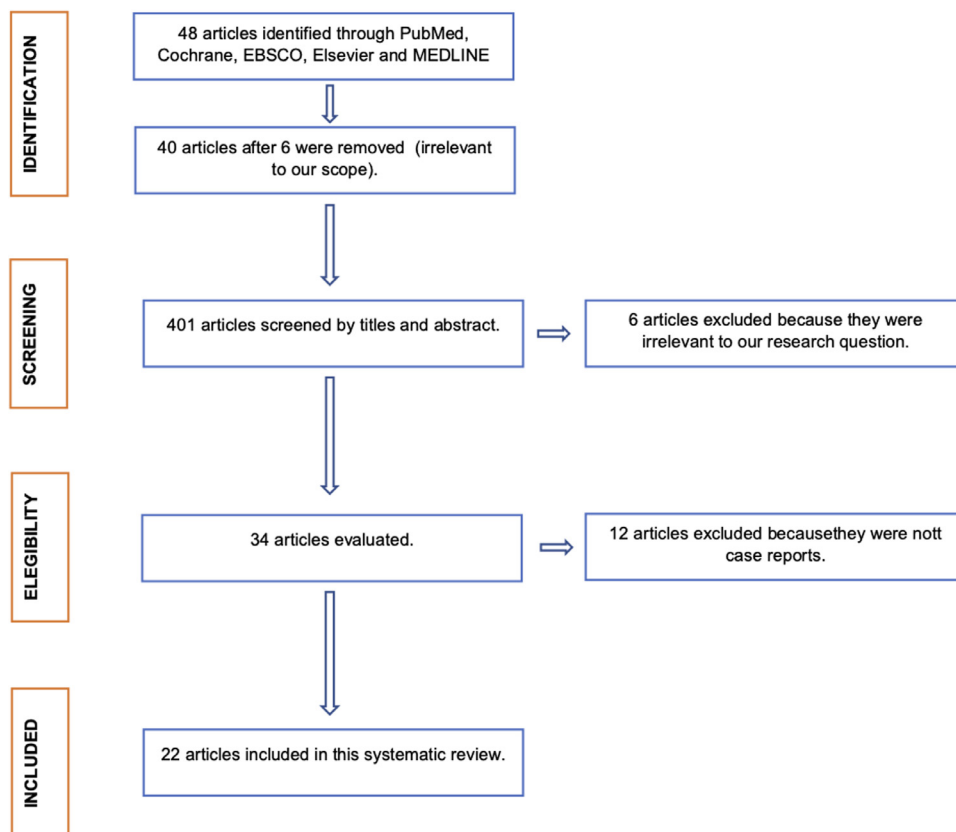 IDENTIFICATION
48 articles identified through PubMed,
Cochrane, EBSCO, Elsevier and MEDLINE
40 articles after 6 were removed (irrelevant
to our scope).
SCREENING
401 articles screened by titles and abstract.
6 articles excluded because they were
irrelevant to our research question.
ELEGIBILITY
34 articles evaluated.
12 articles excluded becausethey were nott
case reports.
INCLUDED
22 articles included in this systematic review.